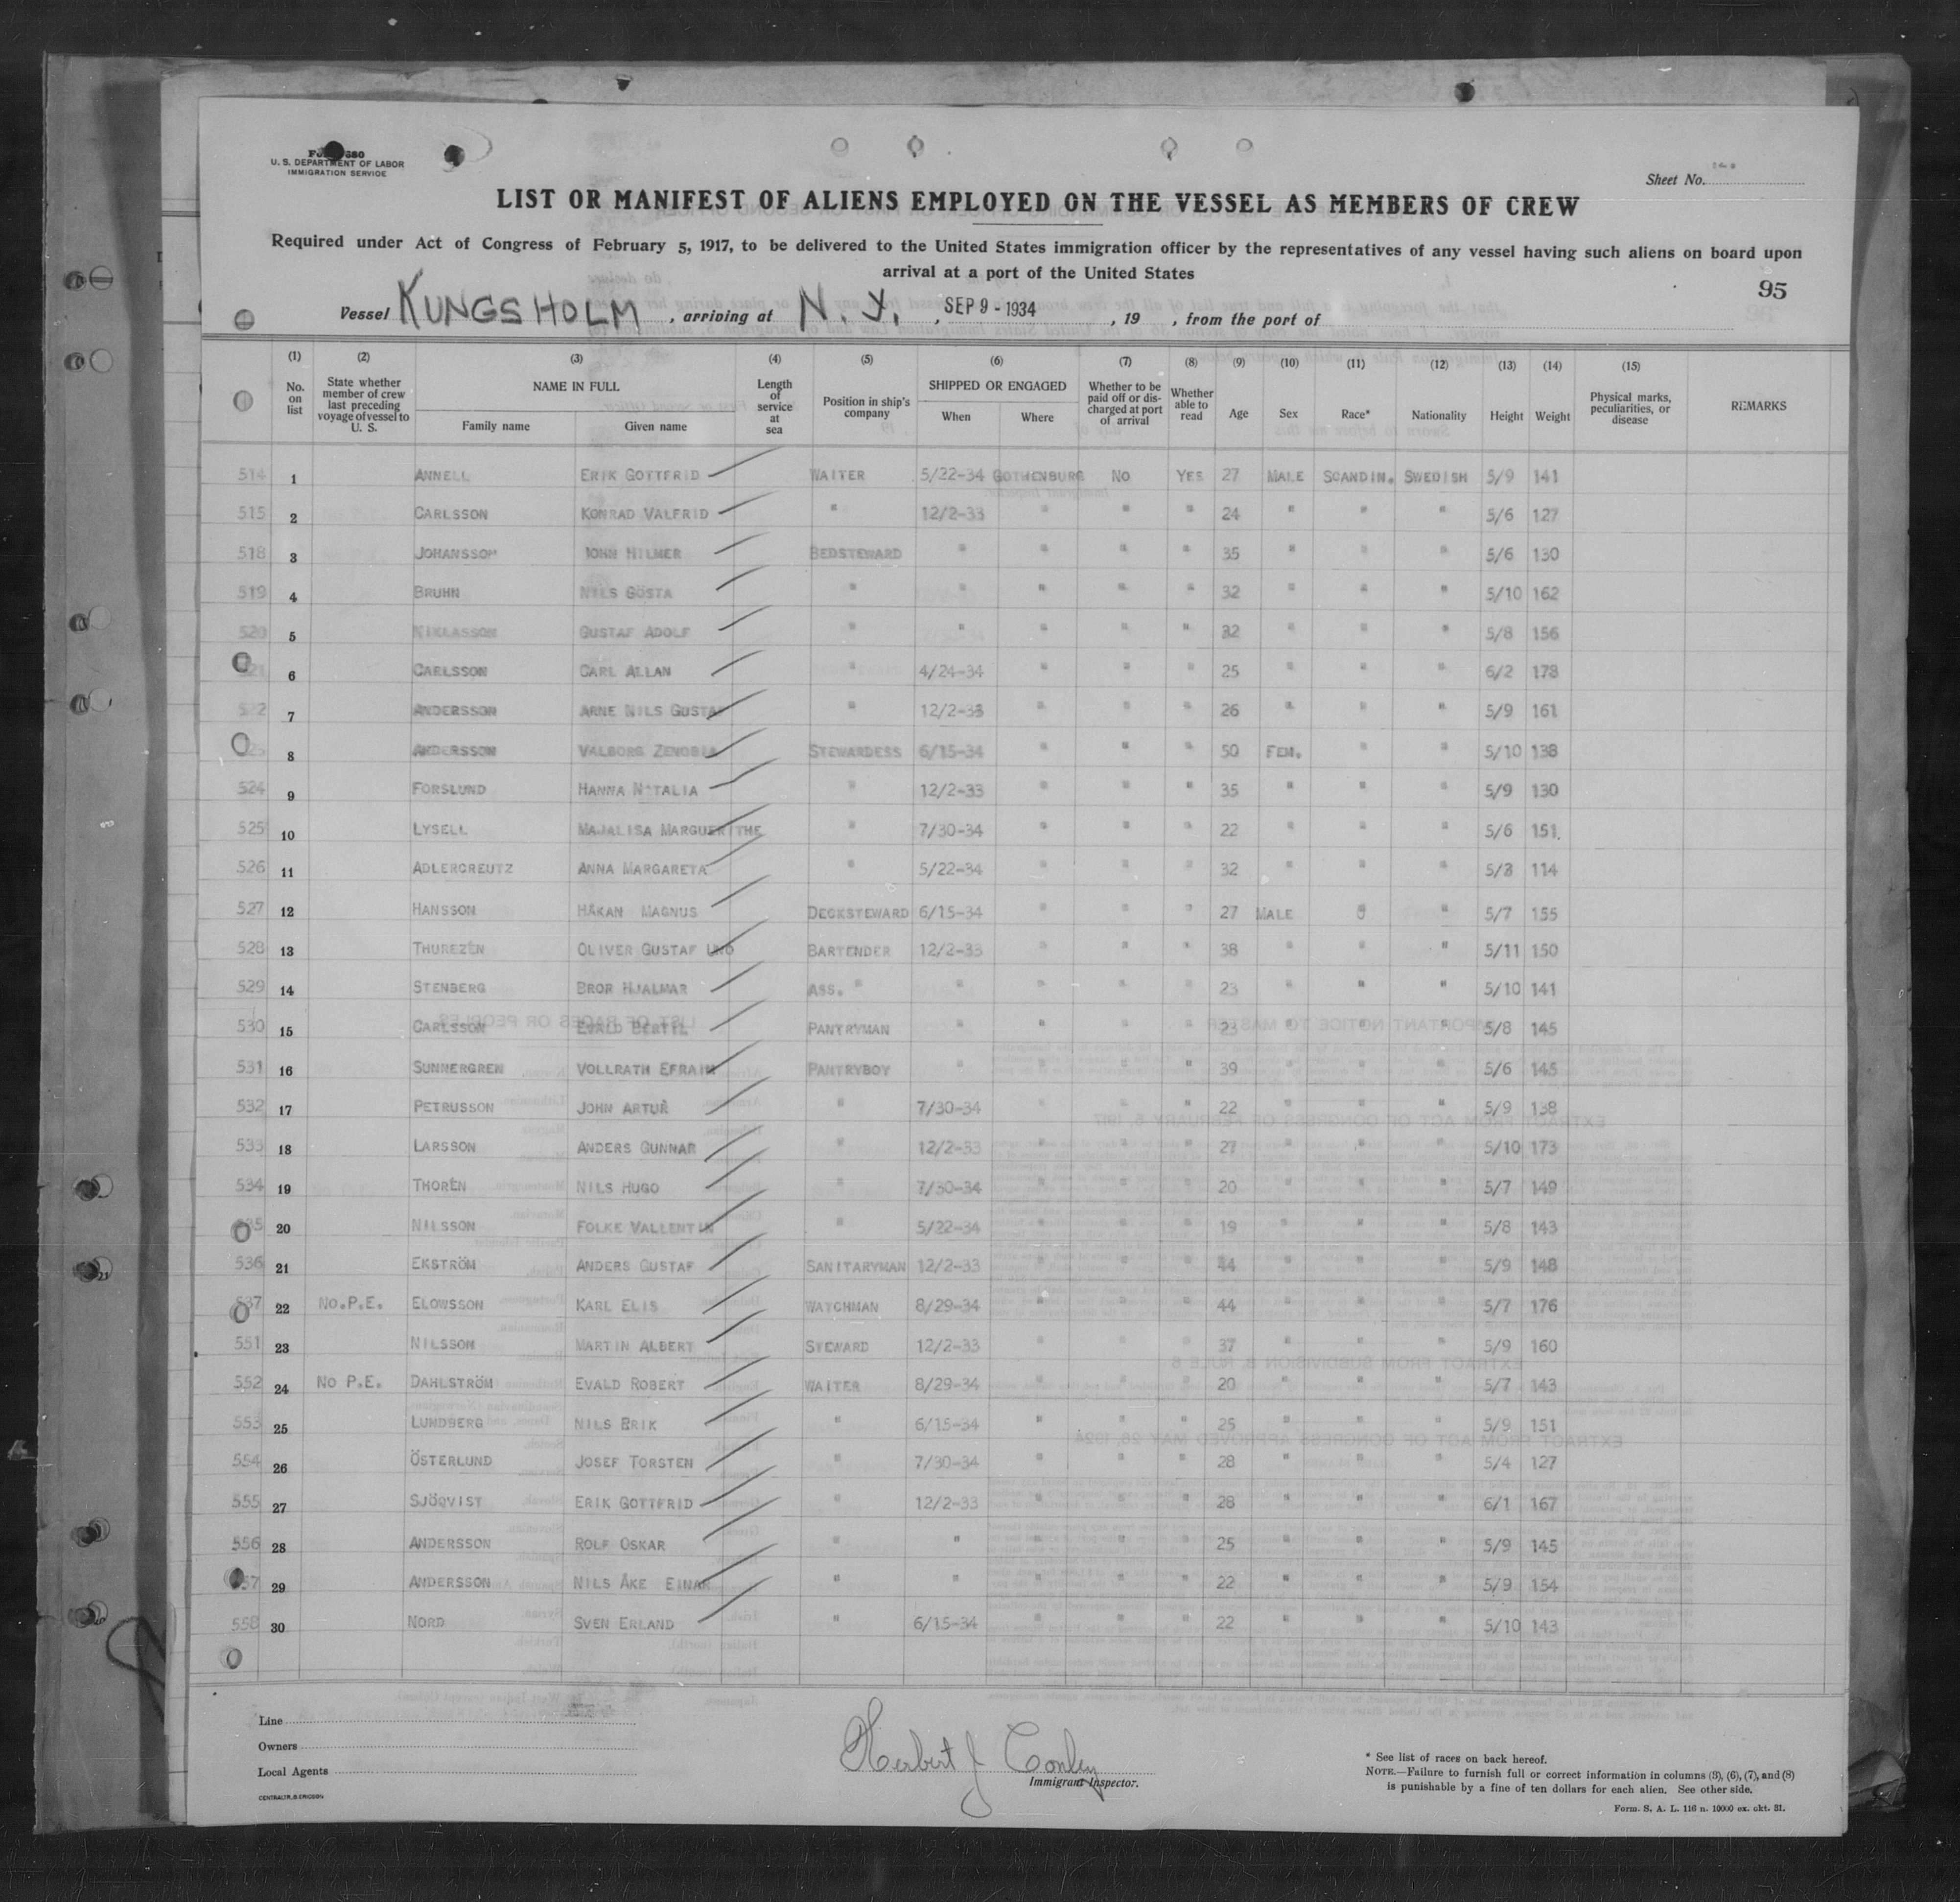 U. S. DEPARTMENT OF LABOR
IMMIGRATION SERVICE
Sheet No.
LIST OR MANIFEST OF ALIENS EMPLOYED ON THE VESSEL AS MEMBERS OF CREW
Required under Act of Congress of February 5, 1917, to be delivered to the United States immigration officer by the representatives of any vessel having such aliens on board upon
arrival at a port of the United States
95
Vessel KUNGSHOLM, arriving at N. Y., SEP 9 - 1934, 19 , from the port of
(1) (2) (3) (4) (5) (6) (7) (8) (9) (10) (11) (12) (13) (14) (15)
No. on list State whether member of crew last preceding voyage of vessel to U. S. NAME IN FULL Family name Given name Length of service at sea Position in ship's company SHIPPED OR ENGAGED When Where Whether to be paid off or discharged at port of arrival Whether able to read Age Sex Race* Nationality Height Weight Physical marks, peculiarities, or disease REMARKS
514 1 ANNELL ERIK GOTTFRID WAITER 5/22-34 GOTHENBURG NO YES 27 MALE SCANDIN. SWEDISH 5/9 141
515 2 CARLSSON KONRAD VALFRID " 12/2-33 " " " 24 " " " 5/6 127
518 3 JOHANSSON JOHN HILMER BEDSTEWARD " " " " 35 " " " 5/6 130
519 4 BRUHN NILS GÖSTA " " " " " 32 " " " 5/10 162
520 5 NIKLASSON GUSTAF ADOLF " " " " " 32 " " " 5/8 156
6 CARLSSON CARL ALLAN " 4/24-34 " " " 25 " " " 6/2 173
522 7 ANDERSSON ARNE NILS GUSTAF " 12/2-33 " " " 26 " " " 5/9 161
8 ANDERSSON VALBORG ZENOBIA STEWARDESS 6/15-34 " " " 50 FEM. " " 5/10 138
524 9 FORSLUND HANNA NATALIA " 12/2-33 " " " 35 " " " 5/9 130
525 10 LYSELL MAJALISA MARGUERITHE " 7/30-34 " " " 22 " " " 5/6 151.
526 11 ADLERCREUTZ ANNA MARGARETA " 5/22-34 " " " 32 " " " 5/3 114
527 12 HANSSON HÅKAN MAGNUS DECKSTEWARD 6/15-34 " " " 27 MALE " " 5/7 155
528 13 THUREZÈN OLIVER GUSTAF UNO BARTENDER 12/2-33 " " " 38 " " " 5/11 150
529 14 STENBERG BROR HJALMAR ASS. " " " " " 23 " " " 5/10 141
530 15 CARLSSON EVALD BERTIL PANTRYMAN " " " " 23 " " " 5/8 145
531 16 SUNNERGREN VOLLRATH EFRAIM PANTRYBOY " " " " 39 " " " 5/6 145
532 17 PETRUSSON JOHN ARTUR " 7/30-34 " " " 22 " " " 5/9 138
533 18 LARSSON ANDERS GUNNAR " 12/2-33 " " " 27 " " " 5/10 173
534 19 THORÈN NILS HUGO " 7/30-34 " " " 20 " " " 5/7 149
20 NILSSON FOLKE VALLENTIN " 5/22-34 " " " 19 " " " 5/8 143
536 21 EKSTRÖM ANDERS GUSTAF SANITARYMAN 12/2-33 " " " 44 " " " 5/9 148
537 22 NO.P.E. ELOWSSON KARL ELIS WATCHMAN 8/29-34 " " " 44 " " " 5/7 176
551 23 NILSSON MARTIN ALBERT STEWARD 12/2-33 " " " 37 " " " 5/9 160
552 24 NO P.E. DAHLSTRÖM EVALD ROBERT WAITER 8/29-34 " " " 20 " " " 5/7 143
553 25 LUNDBERG NILS ERIK " 6/15-34 " " " 25 " " " 5/9 151
554 26 ÖSTERLUND JOSEF TORSTEN " 7/30-34 " " " 28 " " " 5/4 127
555 27 SJÖQVIST ERIK GOTTFRID " 12/2-33 " " " 28 " " " 6/1 167
556 28 ANDERSSON ROLF OSKAR " " " " " 25 " " " 5/9 145
557 29 ANDERSSON NILS ÅKE EINAR " " " " " 22 " " " 5/9 154
558 30 NORD SVEN ERLAND " 6/15-34 " " " 22 " " " 5/10 143
Line
Owners
Local Agents
CENTRALTR. G. ERICSON
Herbert J Conley
Immigrant Inspector.
* See list of races on back hereof.
NOTE.—Failure to furnish full or correct information in columns (3), (6), (7), and (8)
is punishable by a fine of ten dollars for each alien. See other side.
Form. S. A. L. 116 n. 10000 ex. okt. 31.